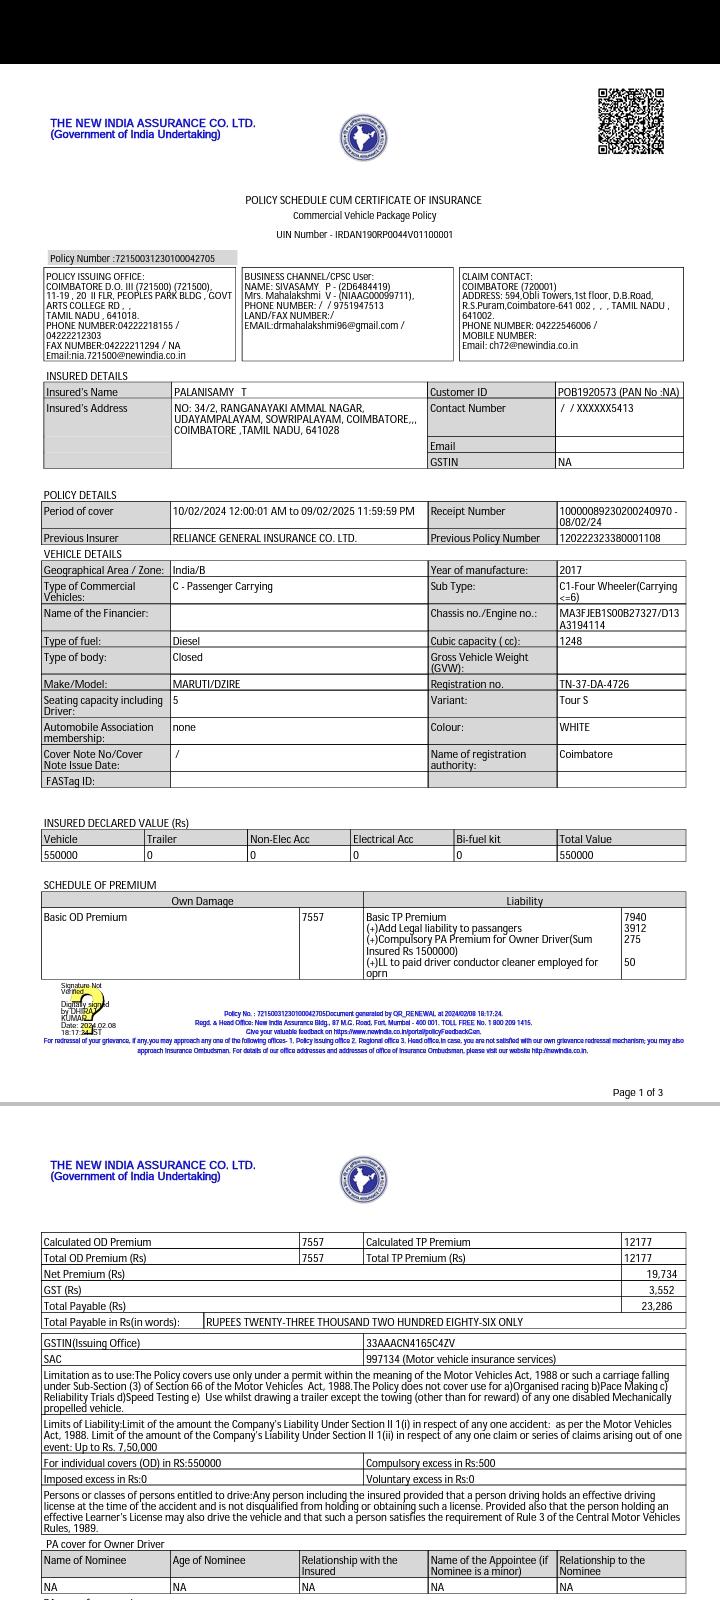 THE NEW INDIA ASSURANCE CO. LTD.
(Government of India Undertaking)
POLICY SCHEDULE CUM CERTIFICATE OF INSURANCE
Commercial Vehicle Package Policy
UIN Number - IRDAN190RP0044V01100001
Policy Number :72150031230100042705
POLICY ISSUING OFFICE:
COIMBATORE D.O. III (721500) (721500),
11-19 , 20 II FLR, PEOPLES PARK BLDG , GOVT
ARTS COLLEGE RD , ,
TAMIL NADU , 641018.
PHONE NUMBER:04222218155 /
04222212303
FAX NUMBER:04222211294 / NA
Email:nia.721500@newindia.co.in
BUSINESS CHANNEL/CPSC User:
NAME: SIVASAMY P - (2D6484419)
Mrs. Mahalakshmi V - (NIAAG00099711),
PHONE NUMBER: / / 9751947513
LAND/FAX NUMBER:/
EMAIL:drmahalakshmi96@gmail.com /
CLAIM CONTACT:
COIMBATORE (720001)
ADDRESS: 594,Obli Towers,1st floor, D.B.Road,
R.S.Puram,Coimbatore-641 002 , , , TAMIL NADU ,
641002.
PHONE NUMBER: 04222546006 /
MOBILE NUMBER:
Email: ch72@newindia.co.in
INSURED DETAILS
Insured's Name PALANISAMY T Customer ID POB1920573 (PAN No :NA)
Insured's Address NO: 34/2, RANGANAYAKI AMMAL NAGAR, Contact Number / / XXXXXX5413
UDAYAMPALAYAM, SOWRIPALAYAM, COIMBATORE,,,
COIMBATORE ,TAMIL NADU, 641028
Email
GSTIN NA
POLICY DETAILS
Period of cover 10/02/2024 12:00:01 AM to 09/02/2025 11:59:59 PM Receipt Number 10000089230200240970 -
08/02/24
Previous Insurer RELIANCE GENERAL INSURANCE CO. LTD. Previous Policy Number 120222323380001108
VEHICLE DETAILS
Geographical Area / Zone: India/B Year of manufacture: 2017
Type of Commercial C - Passenger Carrying Sub Type: C1-Four Wheeler(Carrying
Vehicles: <=6)
Name of the Financier: Chassis no./Engine no.: MA3FJEB1S00B27327/D13
A3194114
Type of fuel: Diesel Cubic capacity ( cc): 1248
Type of body: Closed Gross Vehicle Weight
(GVW):
Make/Model: MARUTI/DZIRE Registration no. TN-37-DA-4726
Seating capacity including 5 Variant: Tour S
Driver:
Automobile Association none Colour: WHITE
membership:
Cover Note No/Cover / Name of registration Coimbatore
Note Issue Date: authority:
FASTag ID:
INSURED DECLARED VALUE (Rs)
Vehicle Trailer Non-Elec Acc Electrical Acc Bi-fuel kit Total Value
550000 0 0 0 0 550000
SCHEDULE OF PREMIUM
Own Damage Liability
Basic OD Premium 7557 Basic TP Premium 7940
(+)Add Legal liability to passengers 3912
(+)Compulsory PA Premium for Owner Driver(Sum 275
Insured Rs 1500000)
(+)LL to paid driver conductor cleaner employed for 50
oprn
Signature Not
Verified
Digitally signed
by DHIRAJ
KUMAR
Date: 2024.02.08
18:17:24 IST
Policy No. : 72150031230100042705Document generated by QR_RENEWAL at 2024/02/08 18:17:24.
Regd. & Head Office: New India Assurance Bldg., 87 M.G. Road, Fort, Mumbai - 400 001. TOLL FREE No. 1 800 209 1415.
Give your valuable feedback on https://www.newindia.co.in/portal/policyFeedbackGen.
For redressal of your grievance, if any,you may approach any one of the following offices- 1. Policy issuing office 2. Regional office 3. Head office.In case, you are not satisfied with our own grievance redressal mechanism; you may also
approach Insurance Ombudsman. For details of our office addresses and addresses of office of Insurance Ombudsman, please visit our website http://newindia.co.in.
Page 1 of 3
THE NEW INDIA ASSURANCE CO. LTD.
(Government of India Undertaking)
Calculated OD Premium 7557 Calculated TP Premium 12177
Total OD Premium (Rs) 7557 Total TP Premium (Rs) 12177
Net Premium (Rs) 19,734
GST (Rs) 3,552
Total Payable (Rs) 23,286
Total Payable in Rs(in words): RUPEES TWENTY-THREE THOUSAND TWO HUNDRED EIGHTY-SIX ONLY
GSTIN(Issuing Office) 33AAACN4165C4ZV
SAC 997134 (Motor vehicle insurance services)
Limitation as to use:The Policy covers use only under a permit within the meaning of the Motor Vehicles Act, 1988 or such a carriage falling
under Sub-Section (3) of Section 66 of the Motor Vehicles Act, 1988.The Policy does not cover use for a)Organised racing b)Pace Making c)
Reliability Trials d)Speed Testing e) Use whilst drawing a trailer except the towing (other than for reward) of any one disabled Mechanically
propelled vehicle.
Limits of Liability:Limit of the amount the Company's Liability Under Section II 1(i) in respect of any one accident: as per the Motor Vehicles
Act, 1988. Limit of the amount of the Company's Liability Under Section II 1(ii) in respect of any one claim or series of claims arising out of one
event: Up to Rs. 7,50,000
For individual covers (OD) in RS:550000 Compulsory excess in Rs:500
Imposed excess in Rs:0 Voluntary excess in Rs:0
Persons or classes of persons entitled to drive:Any person including the insured provided that a person driving holds an effective driving
license at the time of the accident and is not disqualified from holding or obtaining such a license. Provided also that the person holding an
effective Learner's License may also drive the vehicle and that such a person satisfies the requirement of Rule 3 of the Central Motor Vehicles
Rules, 1989.
PA cover for Owner Driver
Name of Nominee Age of Nominee Relationship with the Name of the Appointee (if Relationship to the
Insured Nominee is a minor) Nominee
NA NA NA NA NA